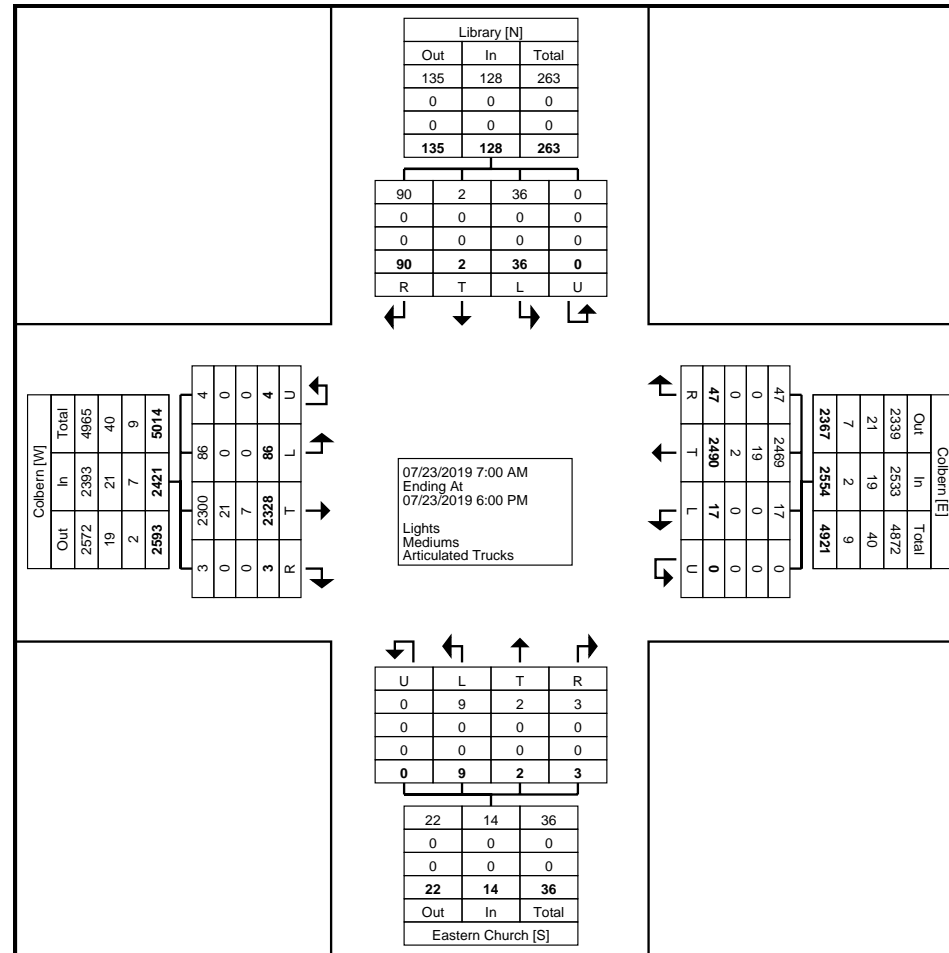 Library [N]
Out In Total
135 128 263
0 0 0
0 0 0
135 128 263
90 2 36 0
0 0 0 0
0 0 0 0
90 2 36 0
R T L U
Colbern [W]
Total In Out
4965 2393 2572
40 21 19
9 7 2
5014 2421 2593
4 86 2300 3
0 0 21 0
0 0 7 0
4 86 2328 3
U L T R
07/23/2019 7:00 AM
Ending At
07/23/2019 6:00 PM
Lights
Mediums
Articulated Trucks
R T L U
47 2490 17 0
0 2 0 0
0 19 0 0
47 2469 17 0
2367 2554 4921
7 2 9
21 19 40
2339 2533 4872
Out In Total
Colbern [E]
U L T R
0 9 2 3
0 0 0 0
0 0 0 0
0 9 2 3
22 14 36
0 0 0
0 0 0
22 14 36
Out In Total
Eastern Church [S]